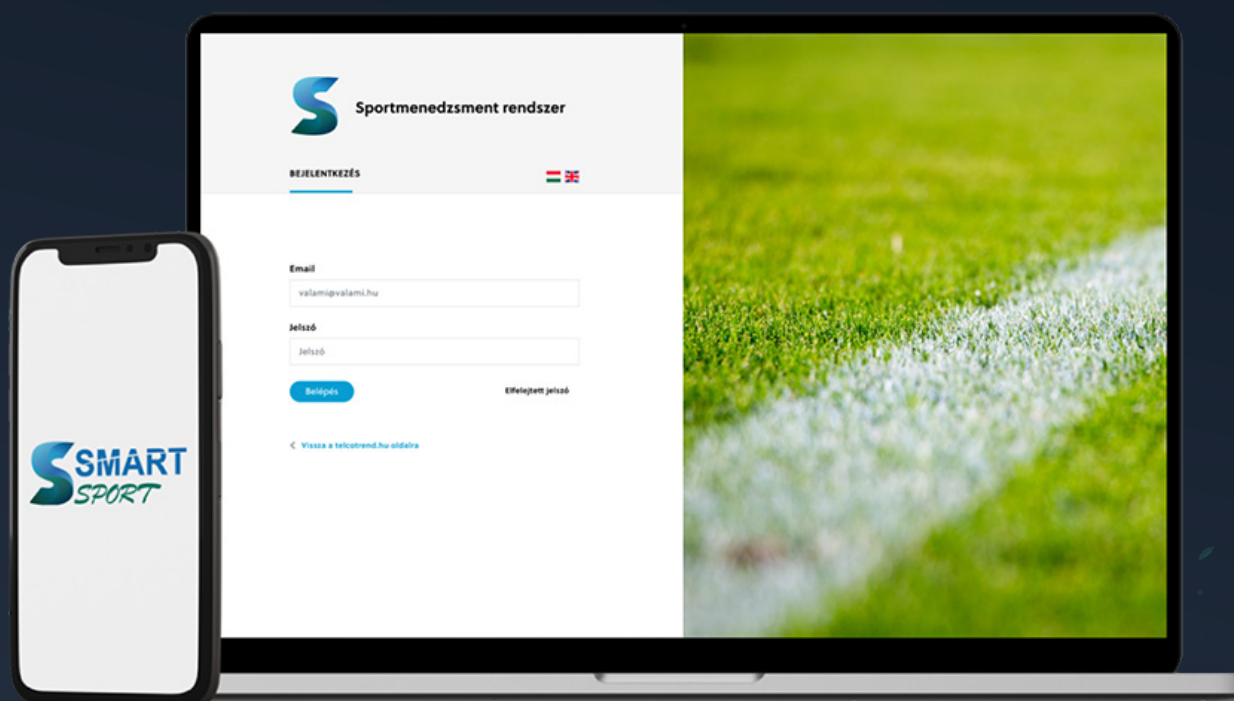 Sportmenedzsment rendszer
BEJELENTKEZÉS
Email
valami@valami.hu
Jelszó
Jelszó
Belépés
Elfelejtett jelszó
Vissza a telcotrend.hu oldalra
SMART
SPORT